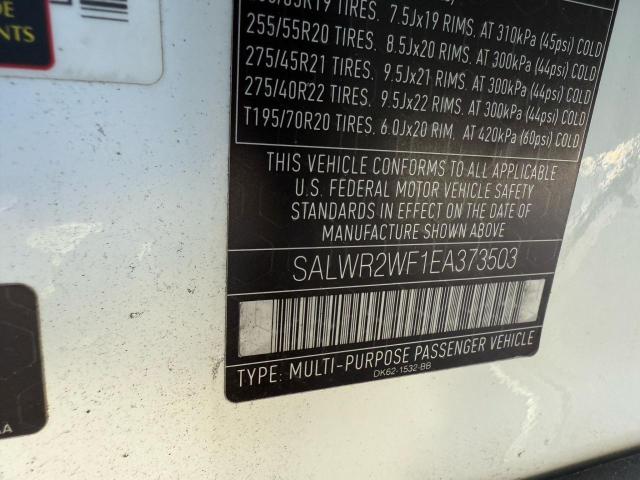 DE
ENTS
TIRES. 7.5Jx19 RIMS. AT 310kPa (45psi) COLD
255/55R20 TIRES. 8.5Jx20 RIMS. AT 300kPa (44psi) COLD
275/45R21 TIRES. 9.5Jx21 RIMS. AT 300kPa (44psi) COLD
275/40R22 TIRES. 9.5Jx22 RIMS. AT 300kPa (44psi) COLD
T195/70R20 TIRES. 6.0Jx20 RIM. AT 420kPa (60psi) COLD
THIS VEHICLE CONFORMS TO ALL APPLICABLE
U.S. FEDERAL MOTOR VEHICLE SAFETY
STANDARDS IN EFFECT ON THE DATE OF
MANUFACTURE SHOWN ABOVE
SALWR2WF1EA373503
TYPE: MULTI-PURPOSE PASSENGER VEHICLE
DK62-1532-BB